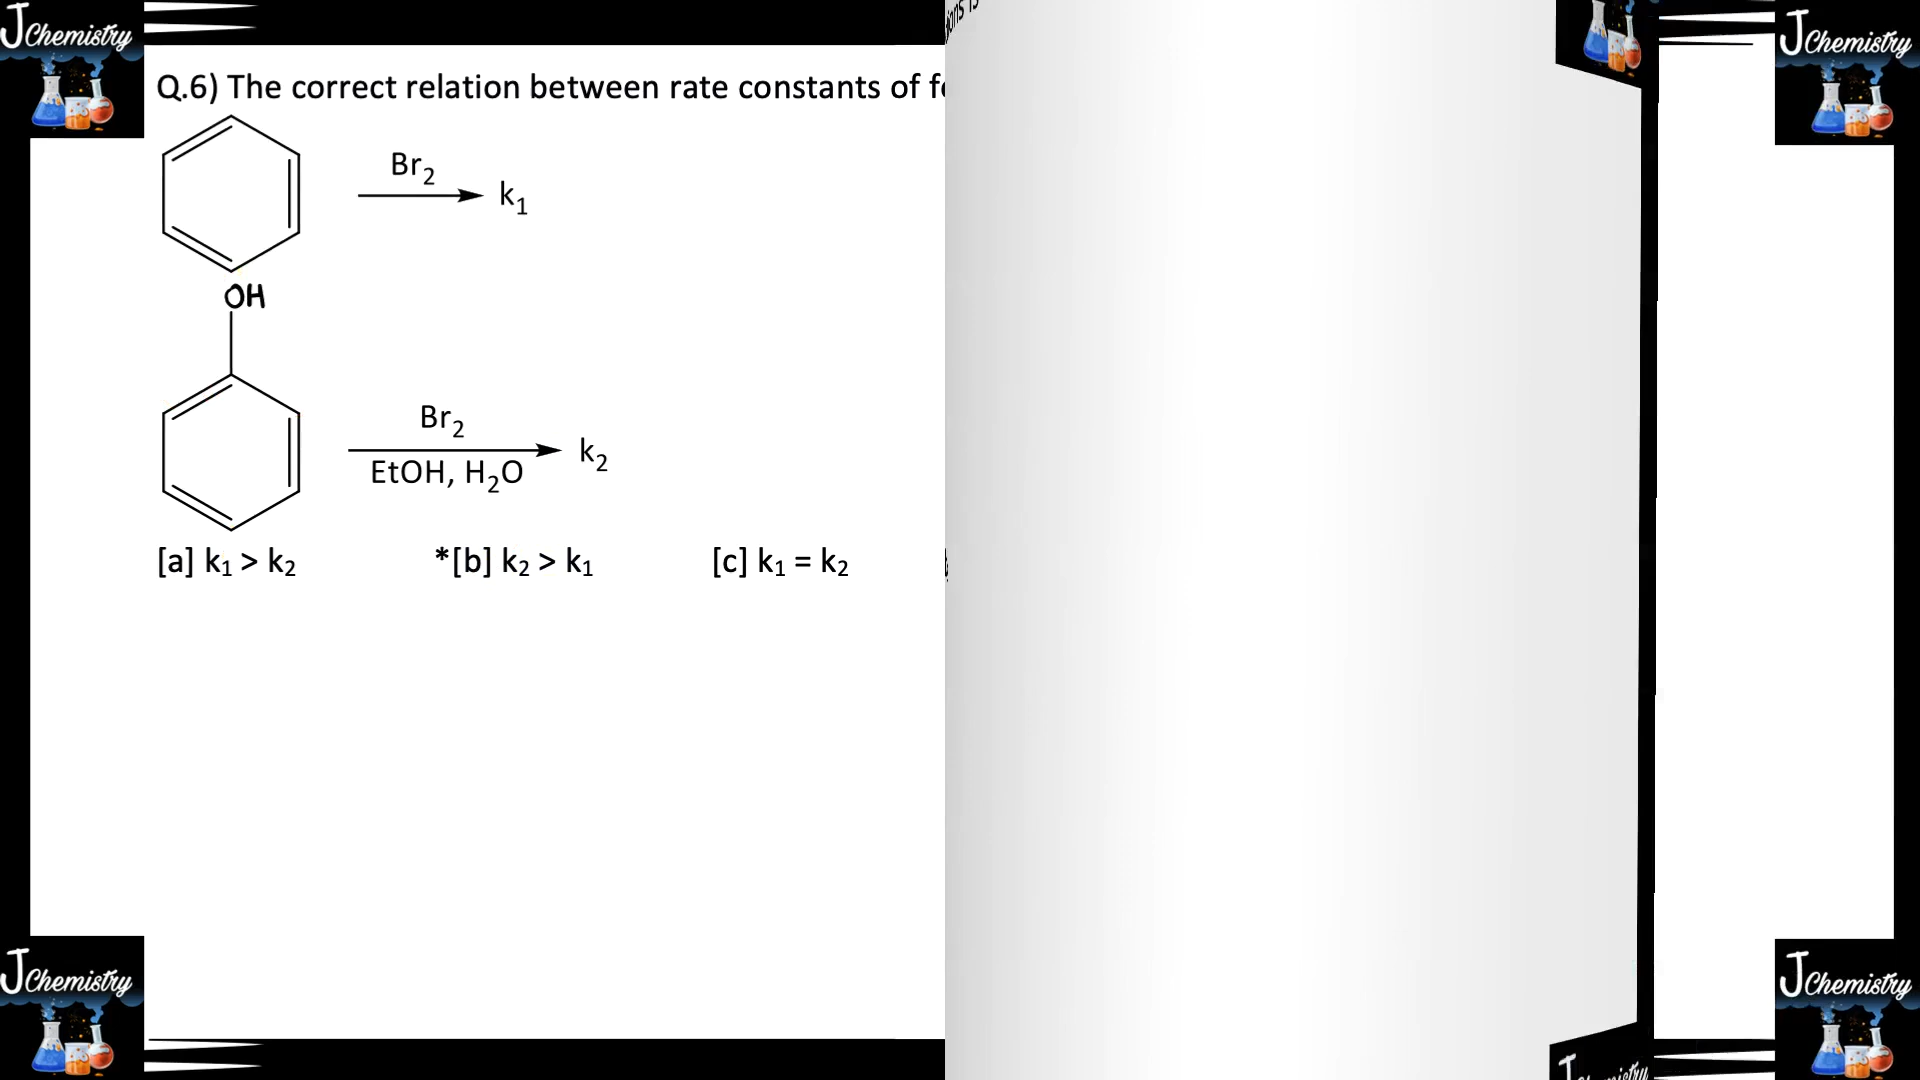 JChemistry
JChemistry
Q.6) The correct relation between rate constants of
Br2
k1
OH
Br2
EtOH, H2O
k2
[a] k1 > k2 *[b] k2 > k1 [c] k1 = k2
JChemistry
JChemistry